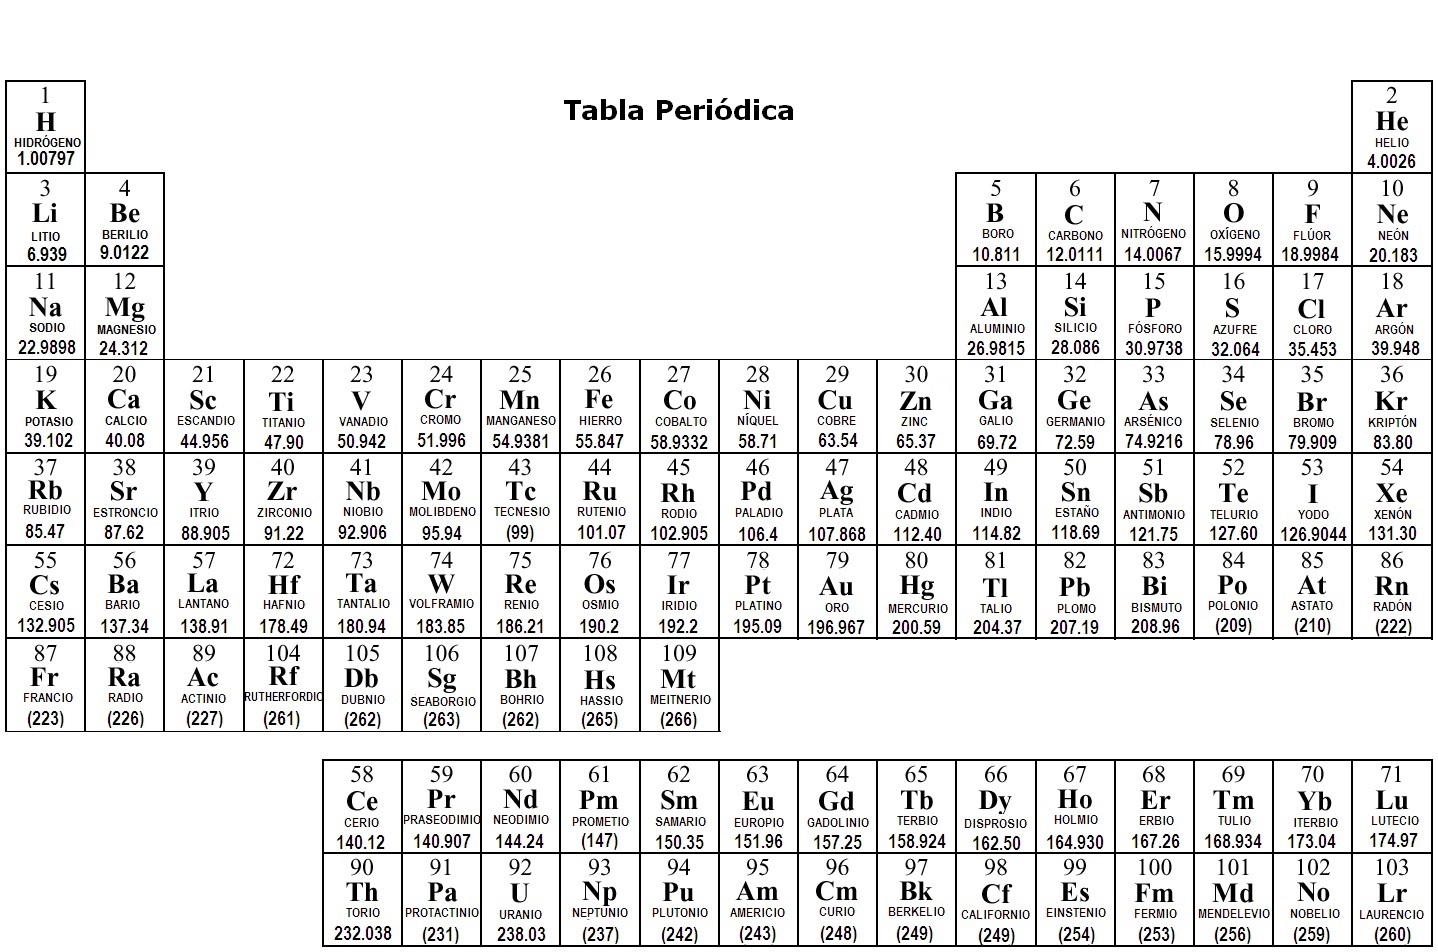 Tabla Periódica
1 2
H He
HIDRÓGENO HELIO
1.00797 4.0026
3 4 5 6 7 8 9 10
Li Be B C N O F Ne
LITIO BERILIO BORO CARBONO NITRÓGENO OXÍGENO FLÚOR NEÓN
6.939 9.0122 10.811 12.0111 14.0067 15.9994 18.9984 20.183
11 12 13 14 15 16 17 18
Na Mg Al Si P S Cl Ar
SODIO MAGNESIO ALUMINIO SILICIO FÓSFORO AZUFRE CLORO ARGÓN
22.9898 24.312 26.9815 28.086 30.9738 32.064 35.453 39.948
19 20 21 22 23 24 25 26 27 28 29 30 31 32 33 34 35 36
K Ca Sc Ti V Cr Mn Fe Co Ni Cu Zn Ga Ge As Se Br Kr
POTASIO CALCIO ESCANDIO TITANIO VANADIO CROMO MANGANESO HIERRO COBALTO NÍQUEL COBRE ZINC GALIO GERMANIO ARSÉNICO SELENIO BROMO KRIPTÓN
39.102 40.08 44.956 47.90 50.942 51.996 54.9381 55.847 58.9332 58.71 63.54 65.37 69.72 72.59 74.9216 78.96 79.909 83.80
37 38 39 40 41 42 43 44 45 46 47 48 49 50 51 52 53 54
Rb Sr Y Zr Nb Mo Tc Ru Rh Pd Ag Cd In Sn Sb Te I Xe
RUBIDIO ESTRONCIO ITRIO ZIRCONIO NIOBIO MOLIBDENO TECNESIO RUTENIO RODIO PALADIO PLATA CADMIO INDIO ESTAÑO ANTIMONIO TELURIO YODO XENÓN
85.47 87.62 88.905 91.22 92.906 95.94 (99) 101.07 102.905 106.4 107.868 112.40 114.82 118.69 121.75 127.60 126.9044 131.30
55 56 57 72 73 74 75 76 77 78 79 80 81 82 83 84 85 86
Cs Ba La Hf Ta W Re Os Ir Pt Au Hg Tl Pb Bi Po At Rn
CESIO BARIO LANTANO HAFNIO TANTALIO VOLFRAMIO RENIO OSMIO IRIDIO PLATINO ORO MERCURIO TALIO PLOMO BISMUTO POLONIO ASTATO RADÓN
132.905 137.34 138.91 178.49 180.94 183.85 186.21 190.2 192.2 195.09 196.967 200.59 204.37 207.19 208.96 (209) (210) (222)
87 88 89 104 105 106 107 108 109
Fr Ra Ac Rf Db Sg Bh Hs Mt
FRANCIO RADIO ACTINIO RUTHERFORDIO DUBNIO SEABORGIO BOHRIO HASSIO MEITNERIO
(223) (226) (227) (261) (262) (263) (262) (265) (266)
58 59 60 61 62 63 64 65 66 67 68 69 70 71
Ce Pr Nd Pm Sm Eu Gd Tb Dy Ho Er Tm Yb Lu
CERIO PRASEODIMIO NEODIMIO PROMETIO SAMARIO EUROPIO GADOLINIO TERBIO DISPROSIO HOLMIO ERBIO TULIO ITERBIO LUTECIO
140.12 140.907 144.24 (147) 150.35 151.96 157.25 158.924 162.50 164.930 167.26 168.934 173.04 174.97
90 91 92 93 94 95 96 97 98 99 100 101 102 103
Th Pa U Np Pu Am Cm Bk Cf Es Fm Md No Lr
TORIO PROTACTINIO URANIO NEPTUNIO PLUTONIO AMERICIO CURIO BERKELIO CALIFORNIO EINSTENIO FERMIO MENDELEVIO NOBELIO LAURENCIO
232.038 (231) 238.03 (237) (242) (243) (248) (249) (249) (254) (253) (256) (259) (260)